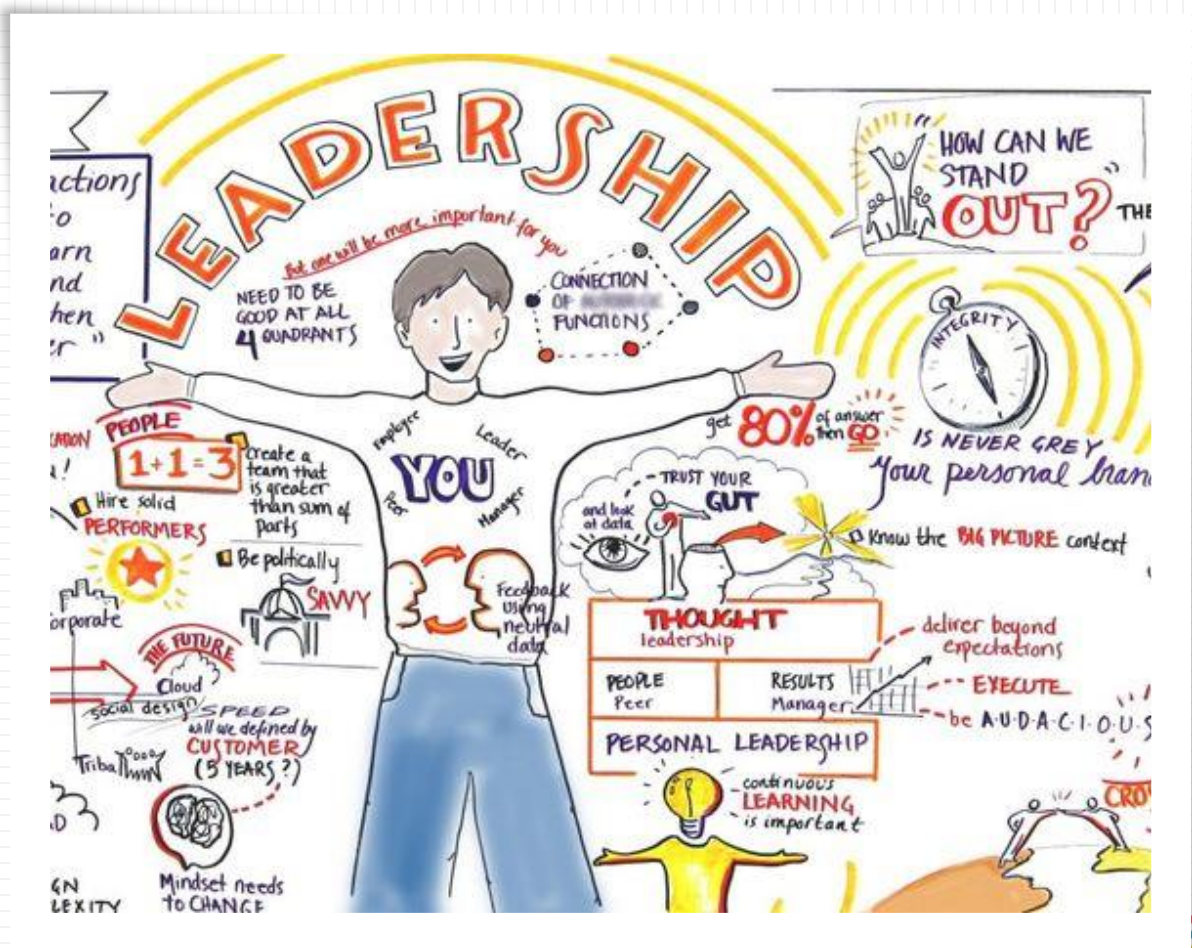 LEADERSHIP
But one will be more important for you
NEED TO BE
GOOD AT ALL
4 QUADRANTS
CONNECTION
OF
FUNCTIONS
HOW CAN WE
STAND
OUT?"
THE
actions
arn
hen
er"
INTEGRITY
IS NEVER GREY
your personal bran
PEOPLE
1+1=3
Create a
team that
is greater
than sum of
parts
Hire solid
PERFORMERS
Be politically
SAVVY
Employee
Leader
YOU
Peer
Manager
Feedback
using
neutral
data
get 80% of answer
then GO
TRUST YOUR
GUT
and look
at data
Know the BIG PICTURE context
THOUGHT
leadership
PEOPLE
Peer
RESULTS
Manager
PERSONAL LEADERSHIP
deliver beyond
expectations
EXECUTE
be A·U·D·A·C·I·O·U·S
continuous
LEARNING
is important
CRO
orporate
THE FUTURE
Cloud
social design
Tribal
SPEED
will we defined by
CUSTOMER
(5 YEARS?)
Mindset needs
TO CHANGE
GN
LEXITY